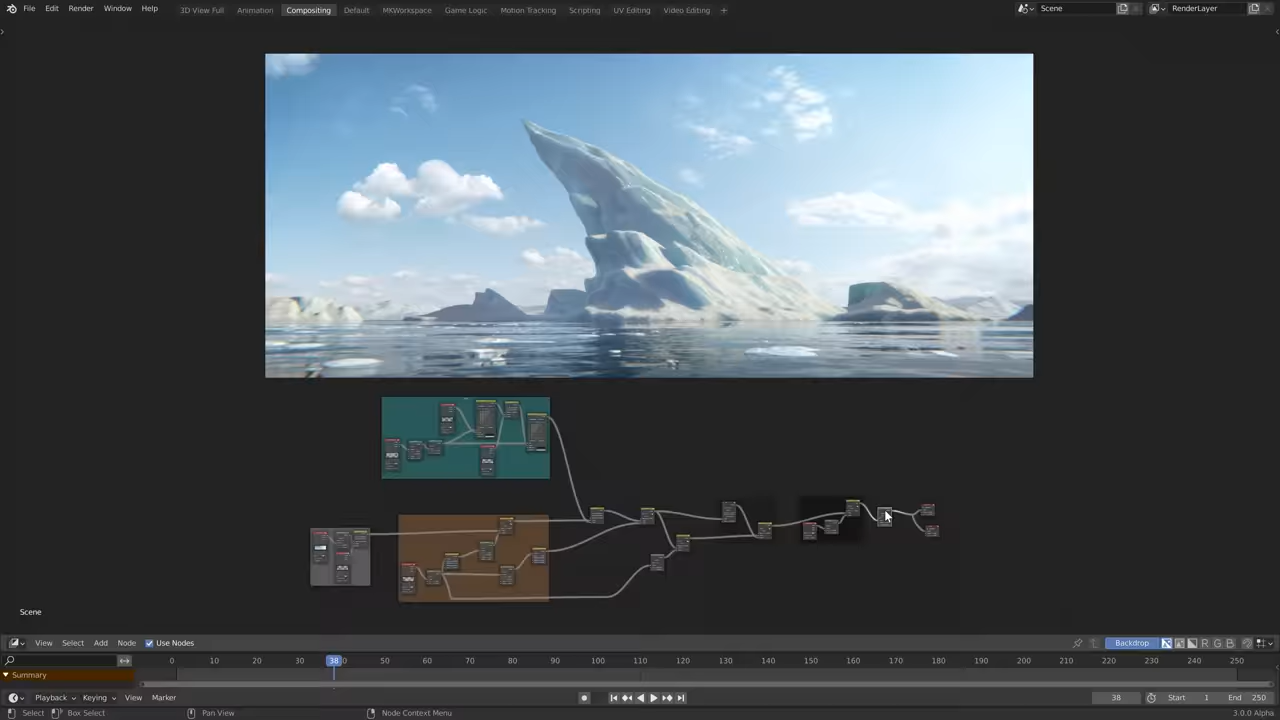 File Edit Render Window Help 3D View Full Animation Compositing Default MKWorkspace Game Logic Motion Tracking Scripting UV Editing Video Editing + Scene RenderLayer
Scene
View Select Add Node Use Nodes Backdrop R G B
0 10 20 30 38 40 50 60 70 80 90 100 110 120 130 140 150 160 170 180 190 200 210 220 230 240 250
Summary
Playback Keying View Marker 38 Start 1 End 250
Select Box Select Pan View Node Context Menu 3.0.0 Alpha